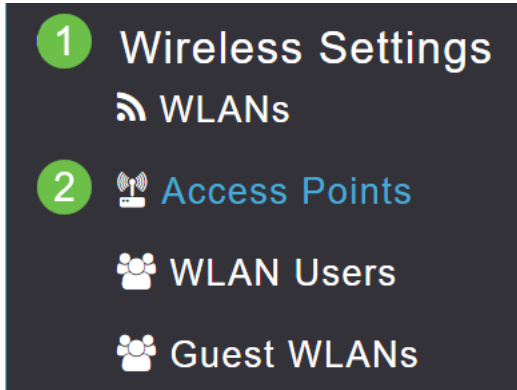 1 Wireless Settings
WLANs
2 Access Points
WLAN Users
Guest WLANs